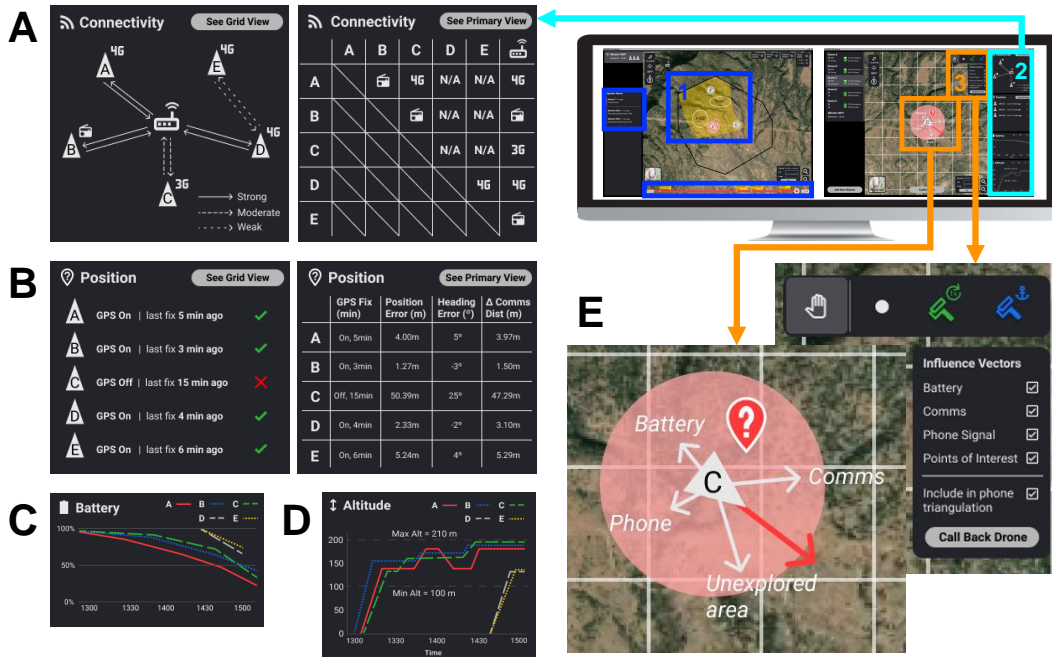 A
Connectivity
See Grid View
4G
A
4G
E
B
4G
D
3G
C
Strong
Moderate
Weak
Connectivity
See Primary View
A B C D E
A 4G N/A N/A 4G
B N/A N/A
C N/A N/A 3G
D 4G 4G
E
1
3
2
B
Position
See Grid View
A GPS On | last fix 5 min ago
B GPS On | last fix 3 min ago
C GPS Off | last fix 15 min ago
D GPS On | last fix 4 min ago
E GPS On | last fix 6 min ago
Position
See Primary View
GPS Fix (min) Position Error (m) Heading Error (º) Δ Comms Dist (m)
A On, 5min 4.00m 5º 3.97m
B On, 3min 1.27m -3º 1.50m
C Off, 15min 50.39m 25º 47.29m
D On, 4min 2.33m -2º 3.10m
E On, 6min 5.24m 4º 5.29m
C
Battery
A B C
D E
100%
50%
0%
1300 1330 1400 1430 1500
D
Altitude
A B C
D E
Max Alt = 210 m
Min Alt = 100 m
200
150
100
50
0
1300 1330 1400 1430 1500
Time
E
1x
Influence Vectors
Battery
Comms
Phone Signal
Points of Interest
Include in phone
triangulation
Call Back Drone
Battery
?
C
Comms
Phone
Unexplored
area